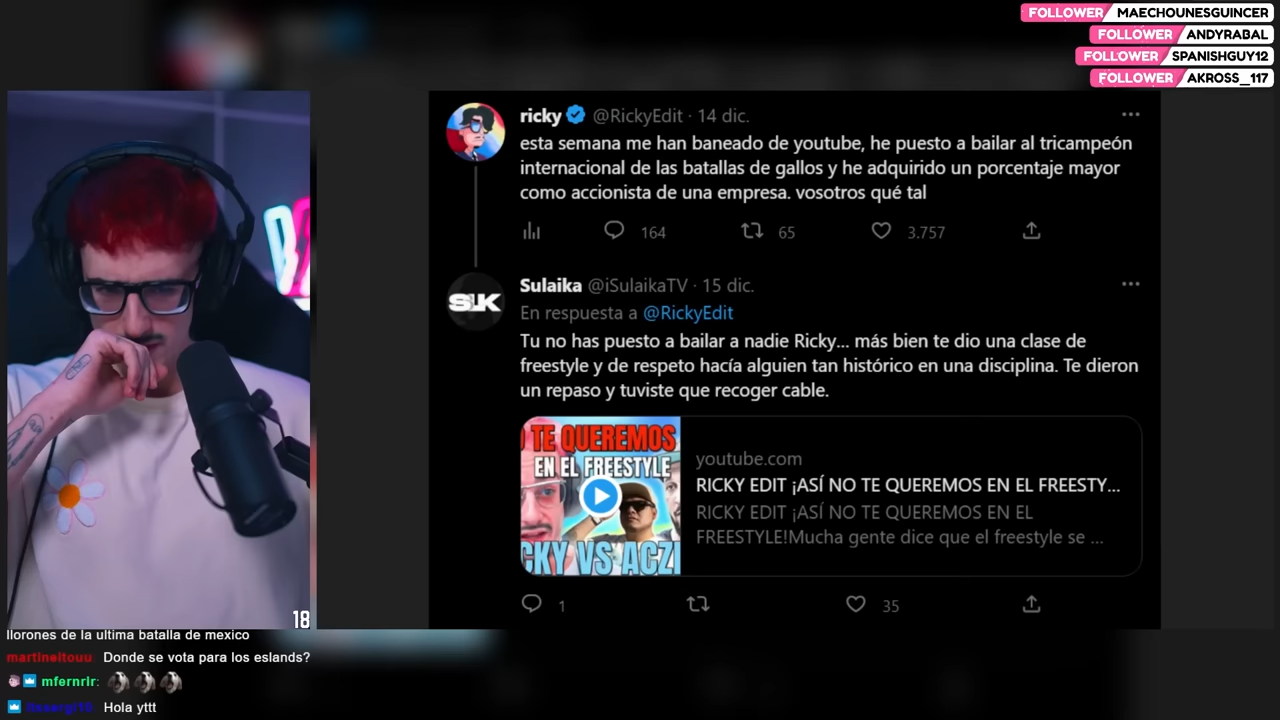 FOLLOWER MAECHOUNESGUINCER
FOLLOWER ANDYRABAL
FOLLOWER SPANISHGUY12
FOLLOWER AKROSS__117
ricky @RickyEdit · 14 dic.
esta semana me han baneado de youtube, he puesto a bailar al tricampeón
internacional de las batallas de gallos y he adquirido un porcentaje mayor
como accionista de una empresa. vosotros qué tal
164 65 3.757
SLK
Sulaika @iSulaikaTV · 15 dic.
En respuesta a @RickyEdit
Tu no has puesto a bailar a nadie Ricky... más bien te dio una clase de
freestyle y de respeto hacía alguien tan histórico en una disciplina. Te dieron
un repaso y tuviste que recoger cable.
TE QUEREMOS
EN EL FREESTYLE
CKY VS ACZI
youtube.com
RICKY EDIT ¡ASÍ NO TE QUEREMOS EN EL FREESTY...
RICKY EDIT ¡ASÍ NO TE QUEREMOS EN EL
FREESTYLE!Mucha gente dice que el freestyle se ...
1 35
18
llorones de la ultima batalla de mexico
martineitouu: Donde se vota para los eslands?
mfernrlr:
Hola yttt